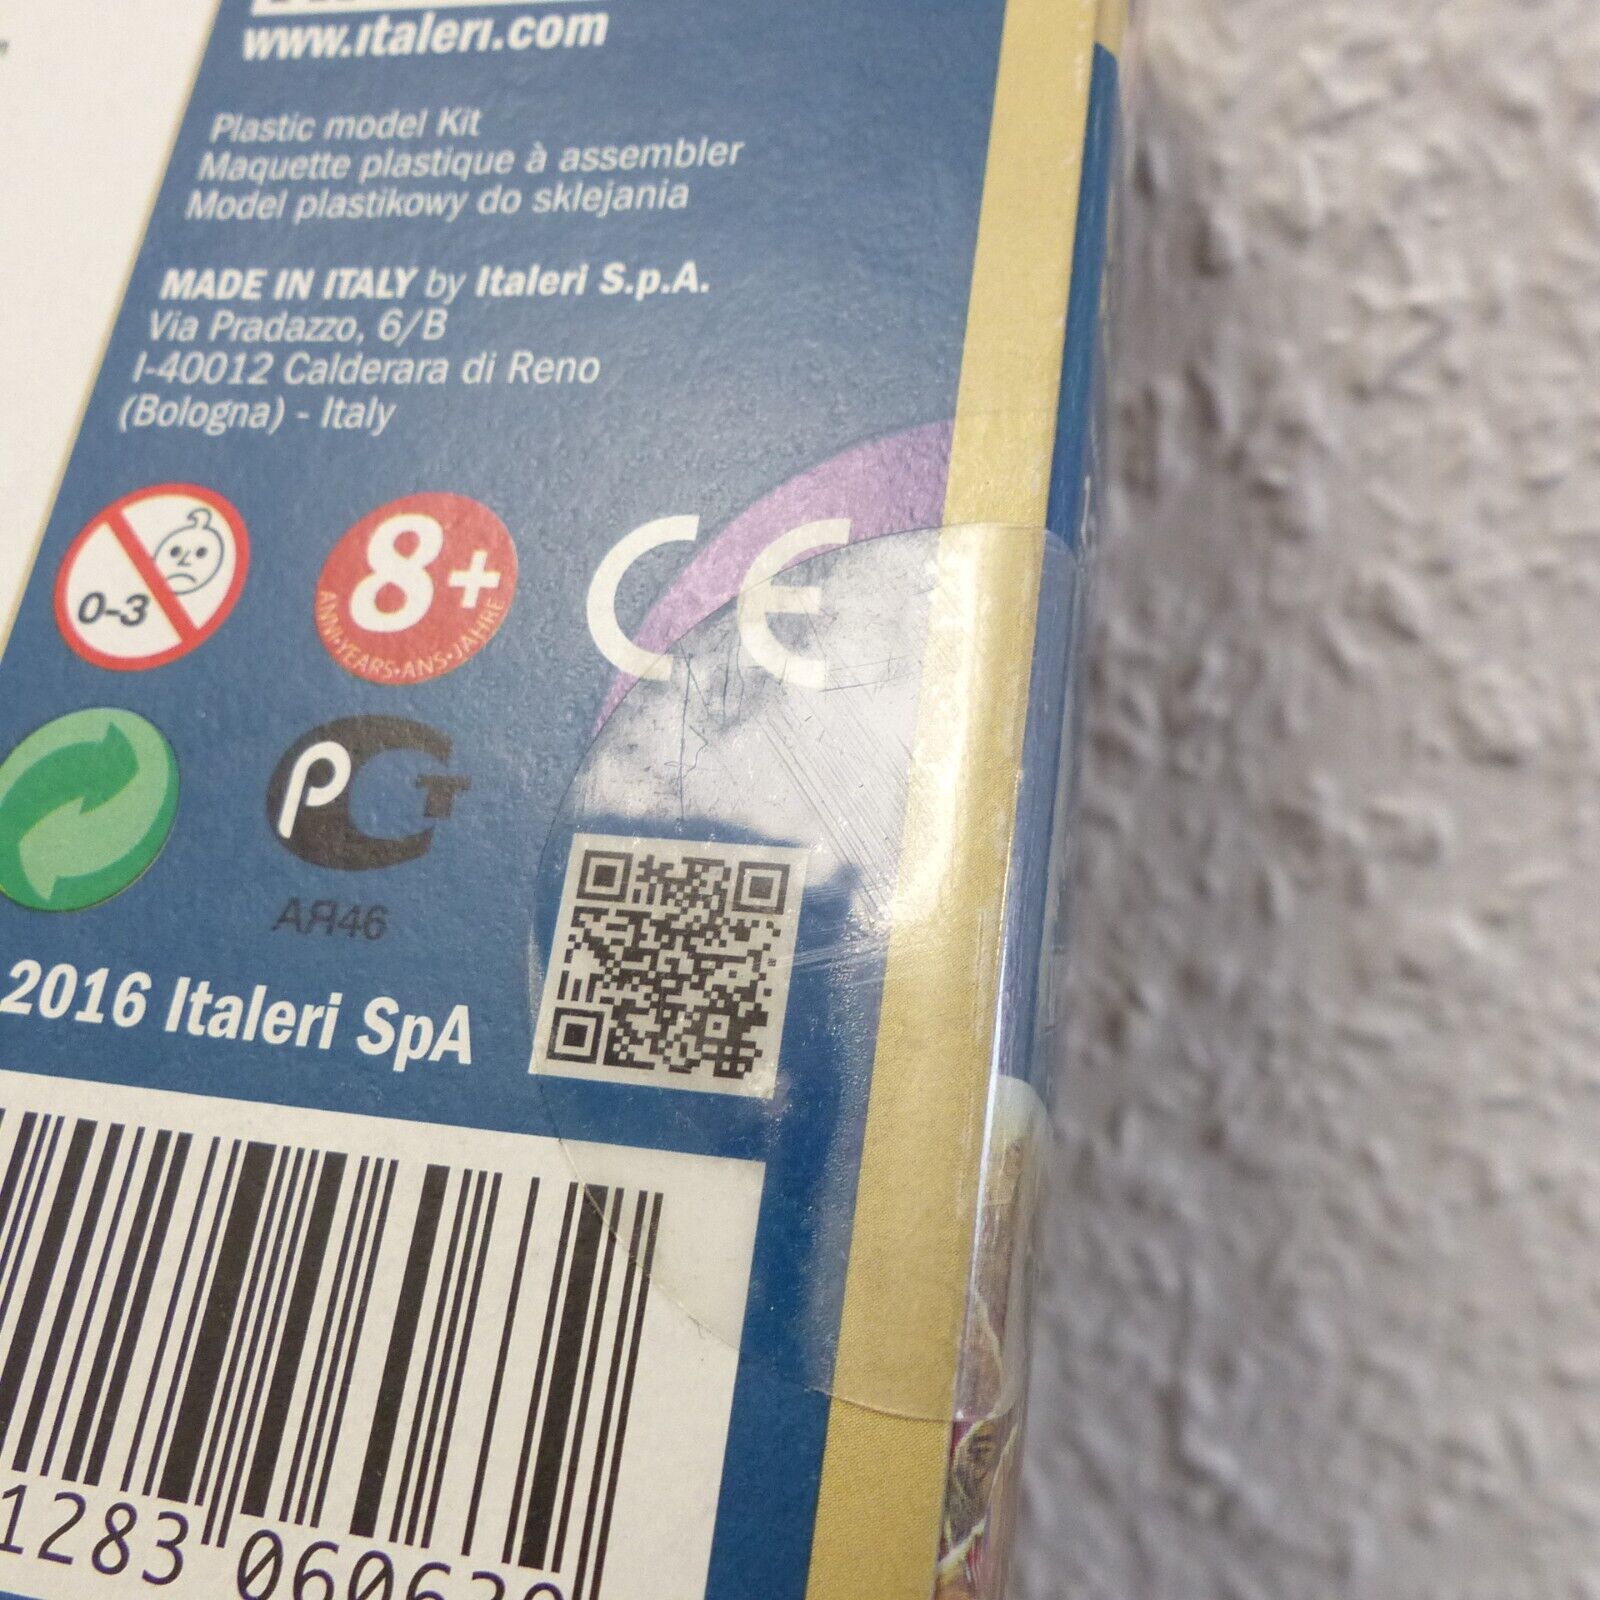 www.italeri.com
Plastic model Kit
Maquette plastique à assembler
Model plastikowy do sklejania
MADE IN ITALY by Italeri S.p.A.
Via Pradazzo, 6/B
I-40012 Calderara di Reno
(Bologna) - Italy
0-3
8+
ANNI•YEARS•ANS•JAHRE
CE
PCT
АЯ46
2016 Italeri SpA
1283 060639